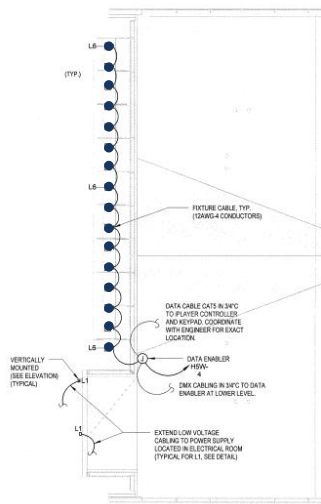 L6
(TYP.)
L6
FIXTURE CABLE, TYP.
(12AWG-4 CONDUCTORS)
DATA CABLE CAT5 IN 3/4"C
TO IPLAYER CONTROLLER
AND KEYPAD. COORDINATE
WITH ENGINEER FOR EXACT
LOCATION.
L6
J
DATA ENABLER
H6W-
4
VERTICALLY
MOUNTED
(SEE ELEVATION)
(TYPICAL)
L1
DMX CABLING IN 3/4"C TO DATA
ENABLER AT LOWER LEVEL.
L1
EXTEND LOW VOLTAGE
CABLING TO POWER SUPPLY
LOCATED IN ELECTRICAL ROOM
(TYPICAL FOR L1, SEE DETAIL)